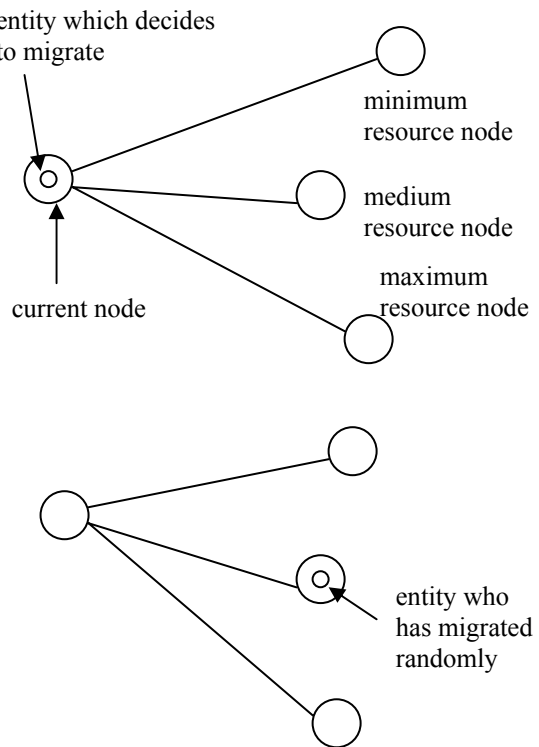 entity which decides
to migrate
minimum
resource node
medium
resource node
maximum
resource node
current node
entity who
has migrated
randomly